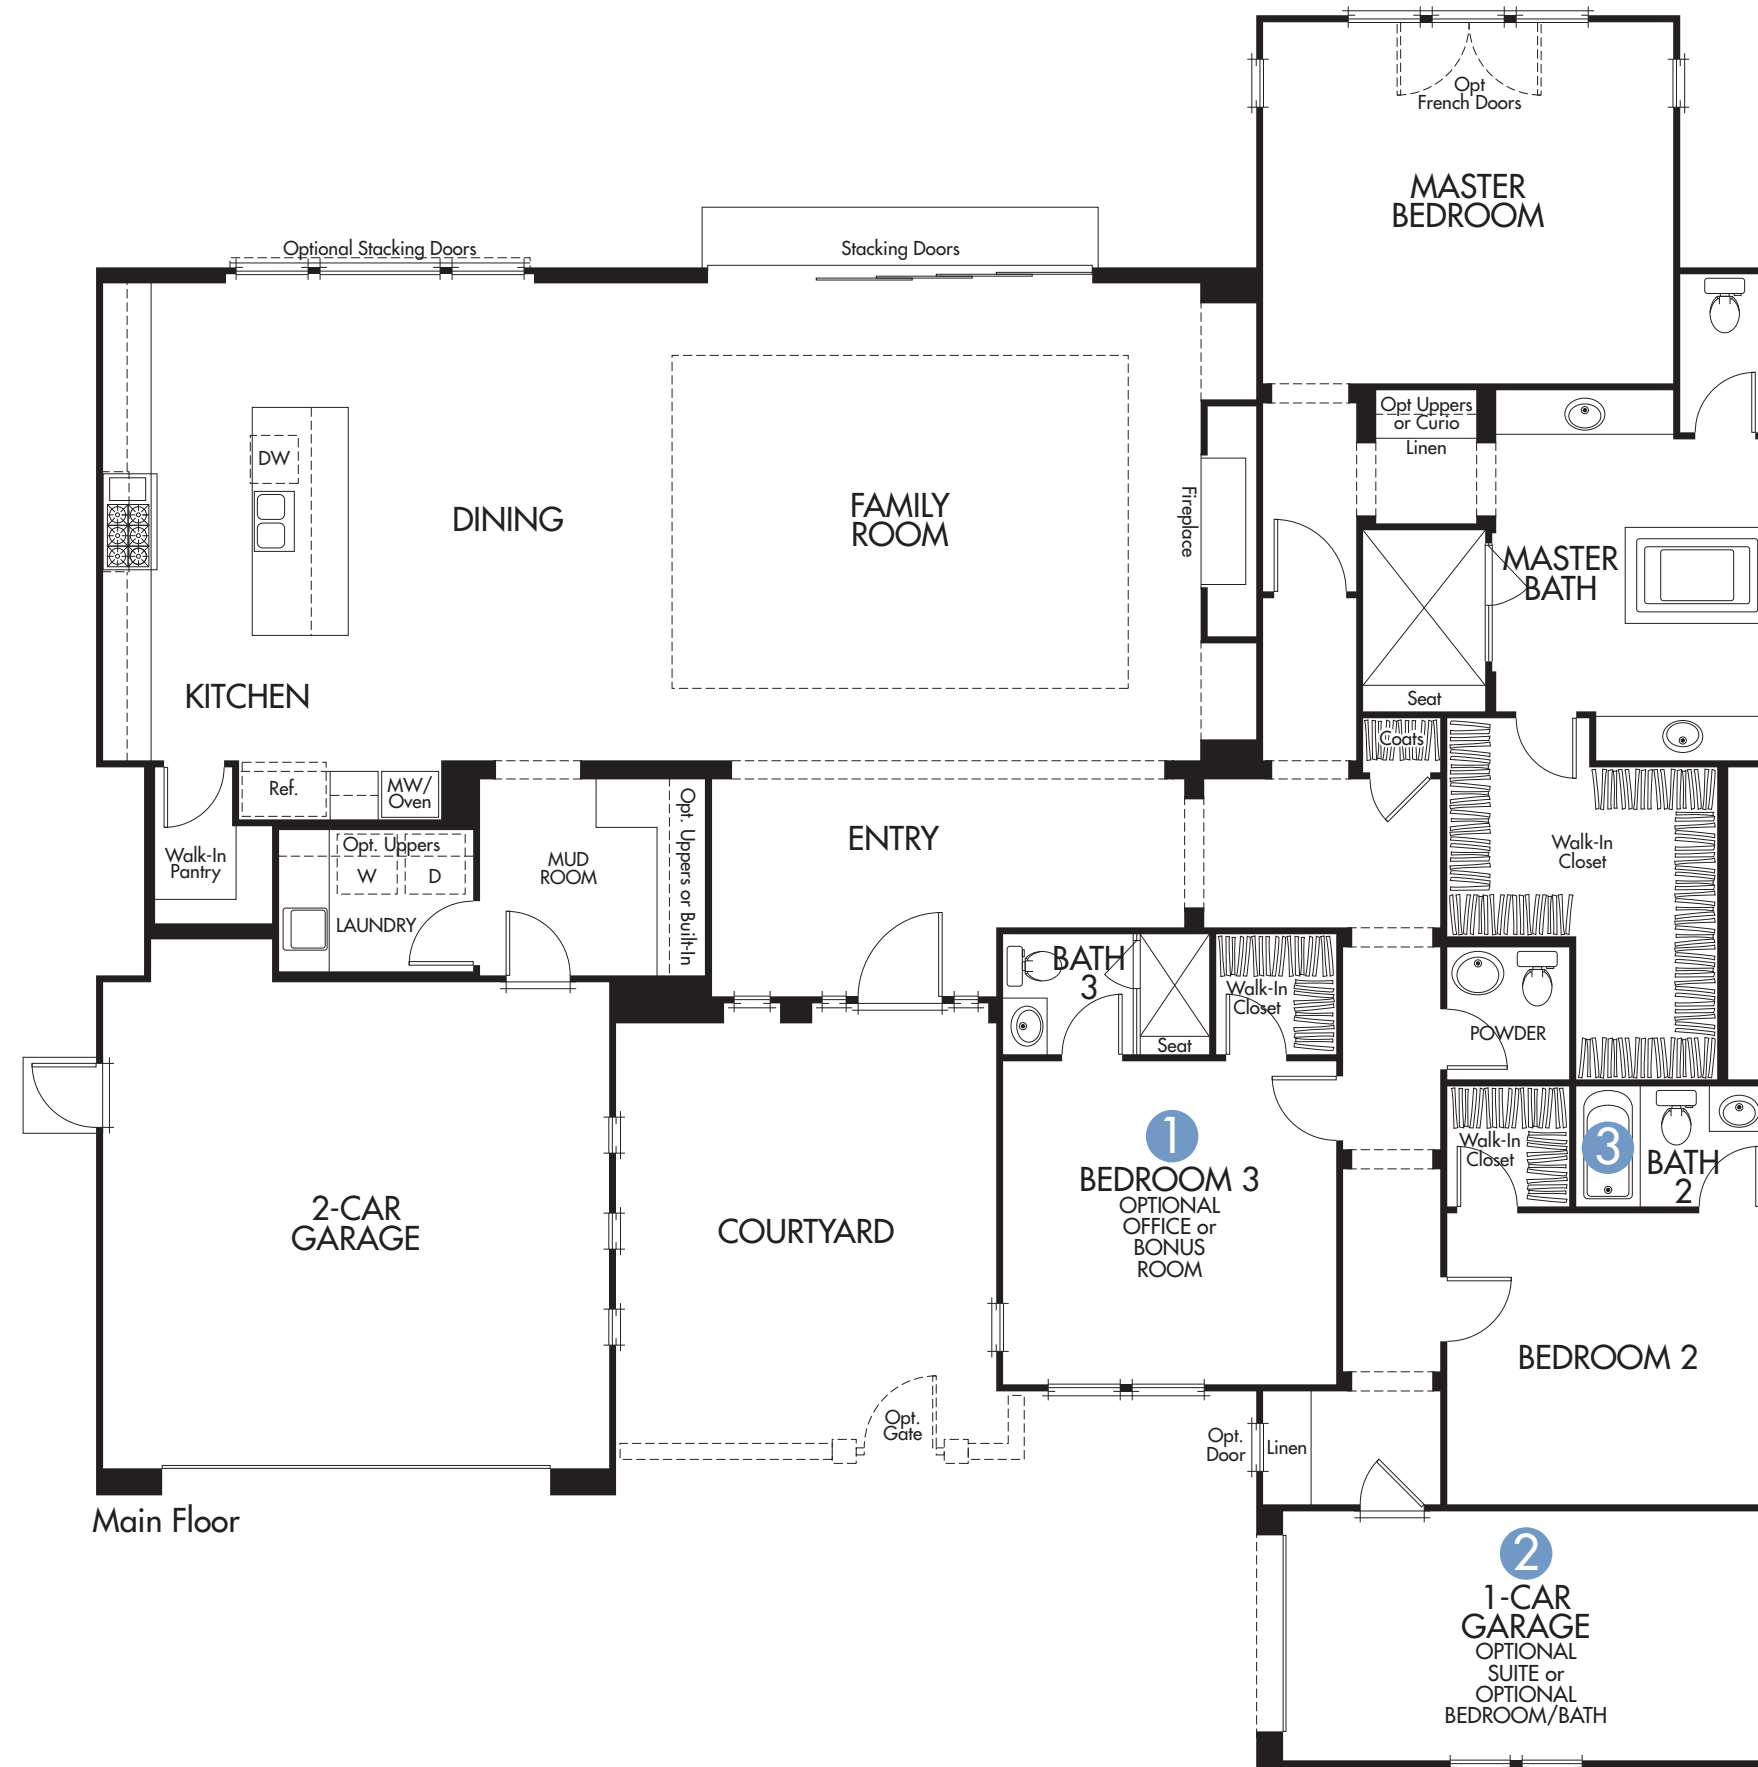 Opt
French Doors
MASTER
BEDROOM
Optional Stacking Doors
Stacking Doors
Opt Uppers
or Curio
Linen
DW
DINING
FAMILY
ROOM
Fireplace
MASTER
BATH
KITCHEN
Seat
Coats
Ref.
MW/
Oven
Opt. Uppers or Built-In
ENTRY
Walk-In
Closet
Walk-In
Pantry
Opt. Uppers
W
D
MUD
ROOM
LAUNDRY
BATH
3
Walk-In
Closet
Seat
POWDER
1
BEDROOM 3
OPTIONAL
OFFICE or
BONUS
ROOM
Walk-In
Closet
3
BATH
2
2-CAR
GARAGE
COURTYARD
BEDROOM 2
Opt.
Gate
Opt.
Door
Linen
Main Floor
2
1-CAR
GARAGE
OPTIONAL
SUITE or
OPTIONAL
BEDROOM/BATH